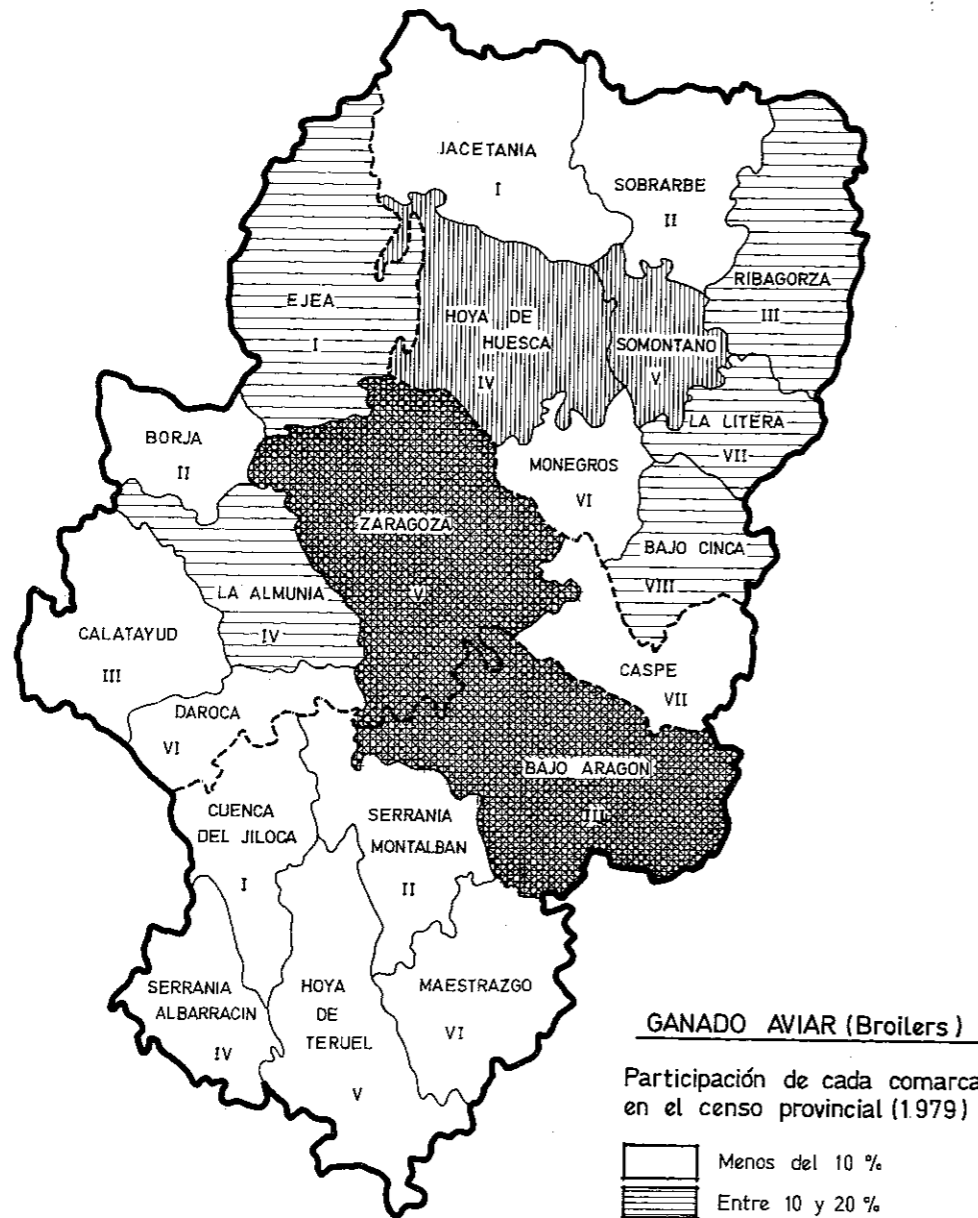 JACETANIA
I
SOBRARBE
II
RIBAGORZA
III
EJEA
I
HOYA DE
HUESCA
IV
SOMONTANO
V
LA LITERA
VII
BORJA
II
MONEGROS
VI
ZARAGOZA
V
BAJO CINCA
VIII
LA ALMUNIA
IV
CALATAYUD
III
CASPE
VII
DAROCA
VI
BAJO ARAGON
III
CUENCA
DEL JILOCA
I
SERRANIA
MONTALBAN
II
SERRANIA
ALBARRACIN
IV
HOYA
DE
TERUEL
V
MAESTRAZGO
VI
GANADO AVIAR (Broilers)
Participación de cada comarca
en el censo provincial (1.979)
Menos del 10 %
Entre 10 y 20 %